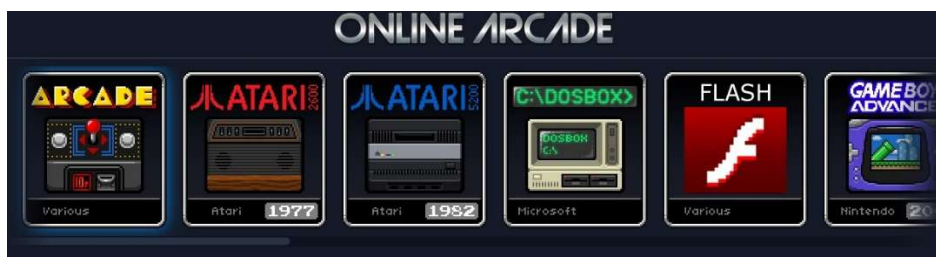 ONLINE ARCADE
ARCADE
Various
ATARI 2600
Atari 1977
ATARI 5200
Atari 1982
C:\DOSBOX>
DOSBOX
C:\
Microsoft
FLASH
Various
GAME BOY
ADVANCE
Nintendo 20